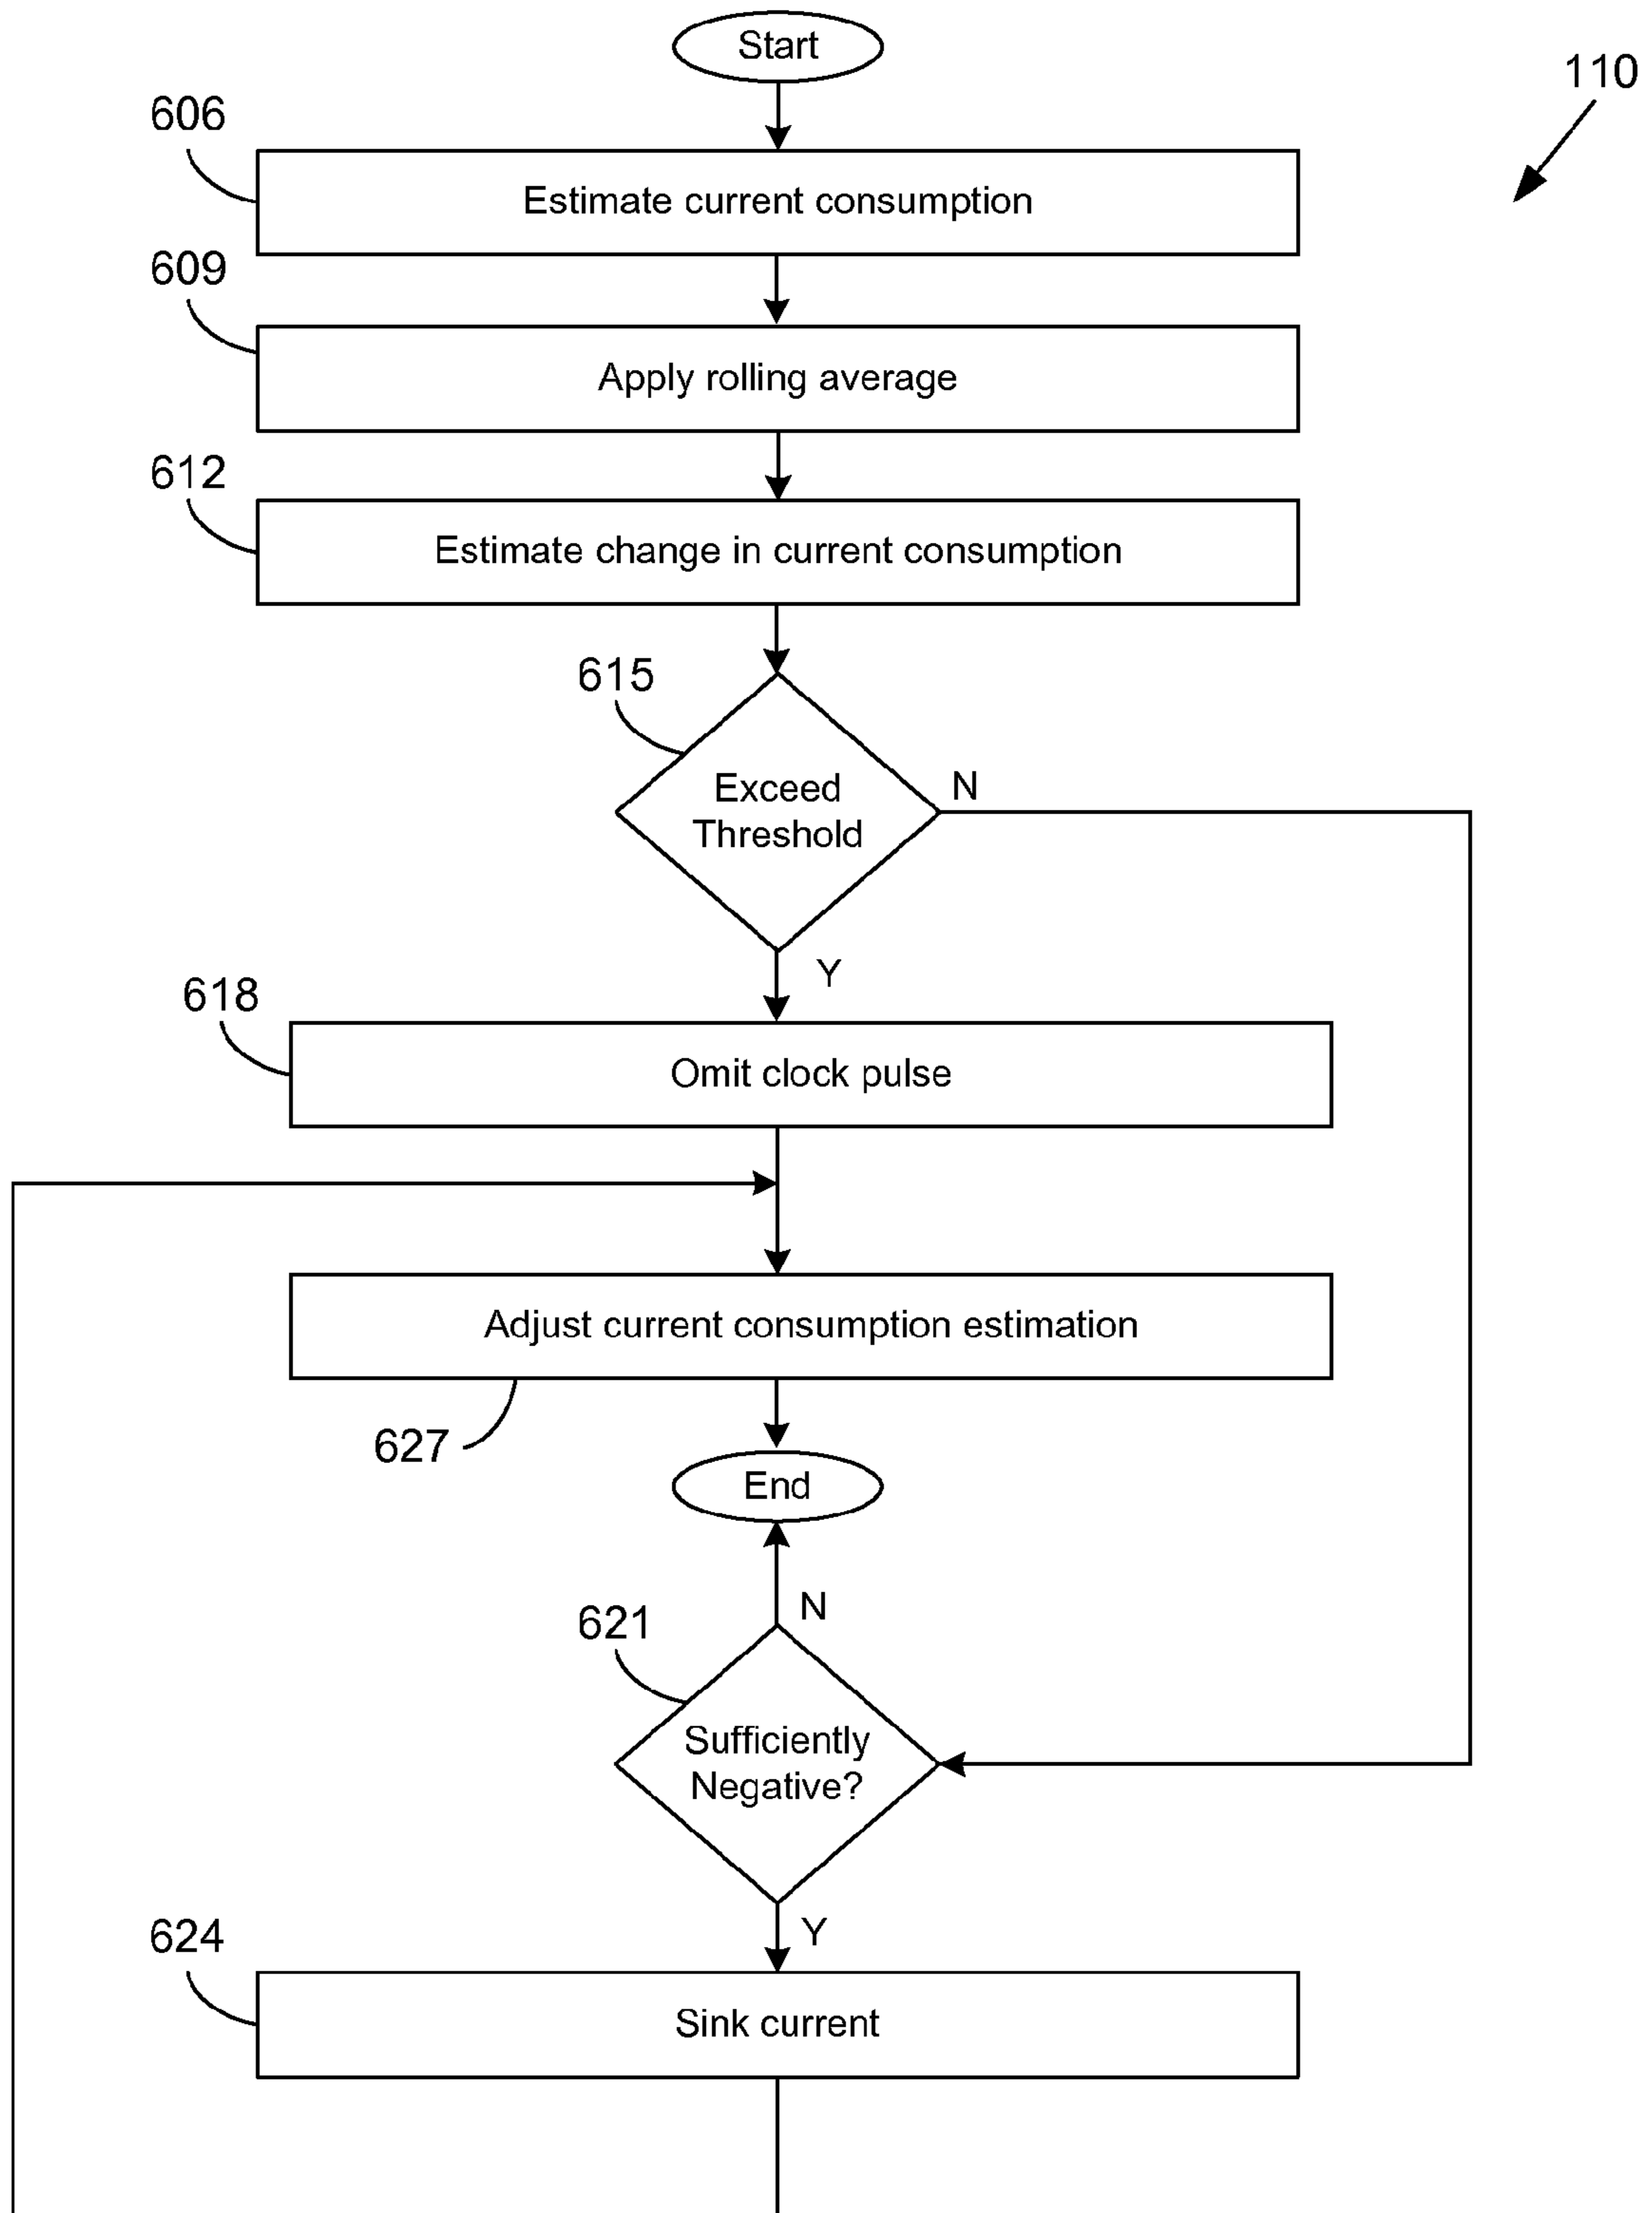 Start
110
606
Estimate current consumption
609
Apply rolling average
612
Estimate change in current consumption
615
Exceed
Threshold
N
Y
618
Omit clock pulse
Adjust current consumption estimation
627
End
N
621
Sufficiently
Negative?
Y
624
Sink current